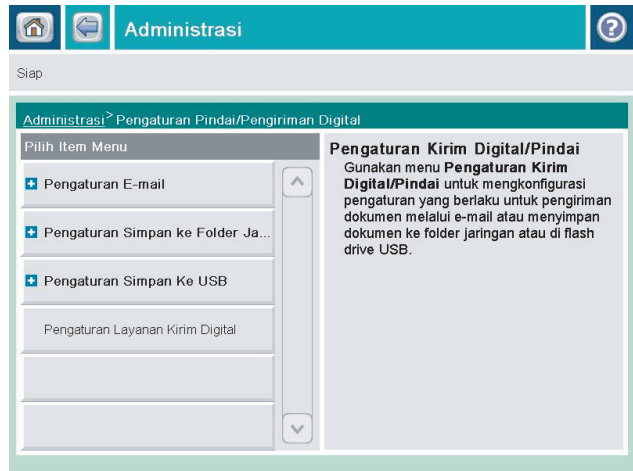 Administrasi
?
Siap
Administrasi > Pengaturan Pindai/Pengiriman Digital
Pilih Item Menu
Pengaturan E-mail
Pengaturan Simpan ke Folder Ja...
Pengaturan Simpan Ke USB
Pengaturan Layanan Kirim Digital
Pengaturan Kirim Digital/Pindai
Gunakan menu Pengaturan Kirim
Digital/Pindai untuk mengkonfigurasi
pengaturan yang berlaku untuk pengiriman
dokumen melalui e-mail atau menyimpan
dokumen ke folder jaringan atau di flash
drive USB.